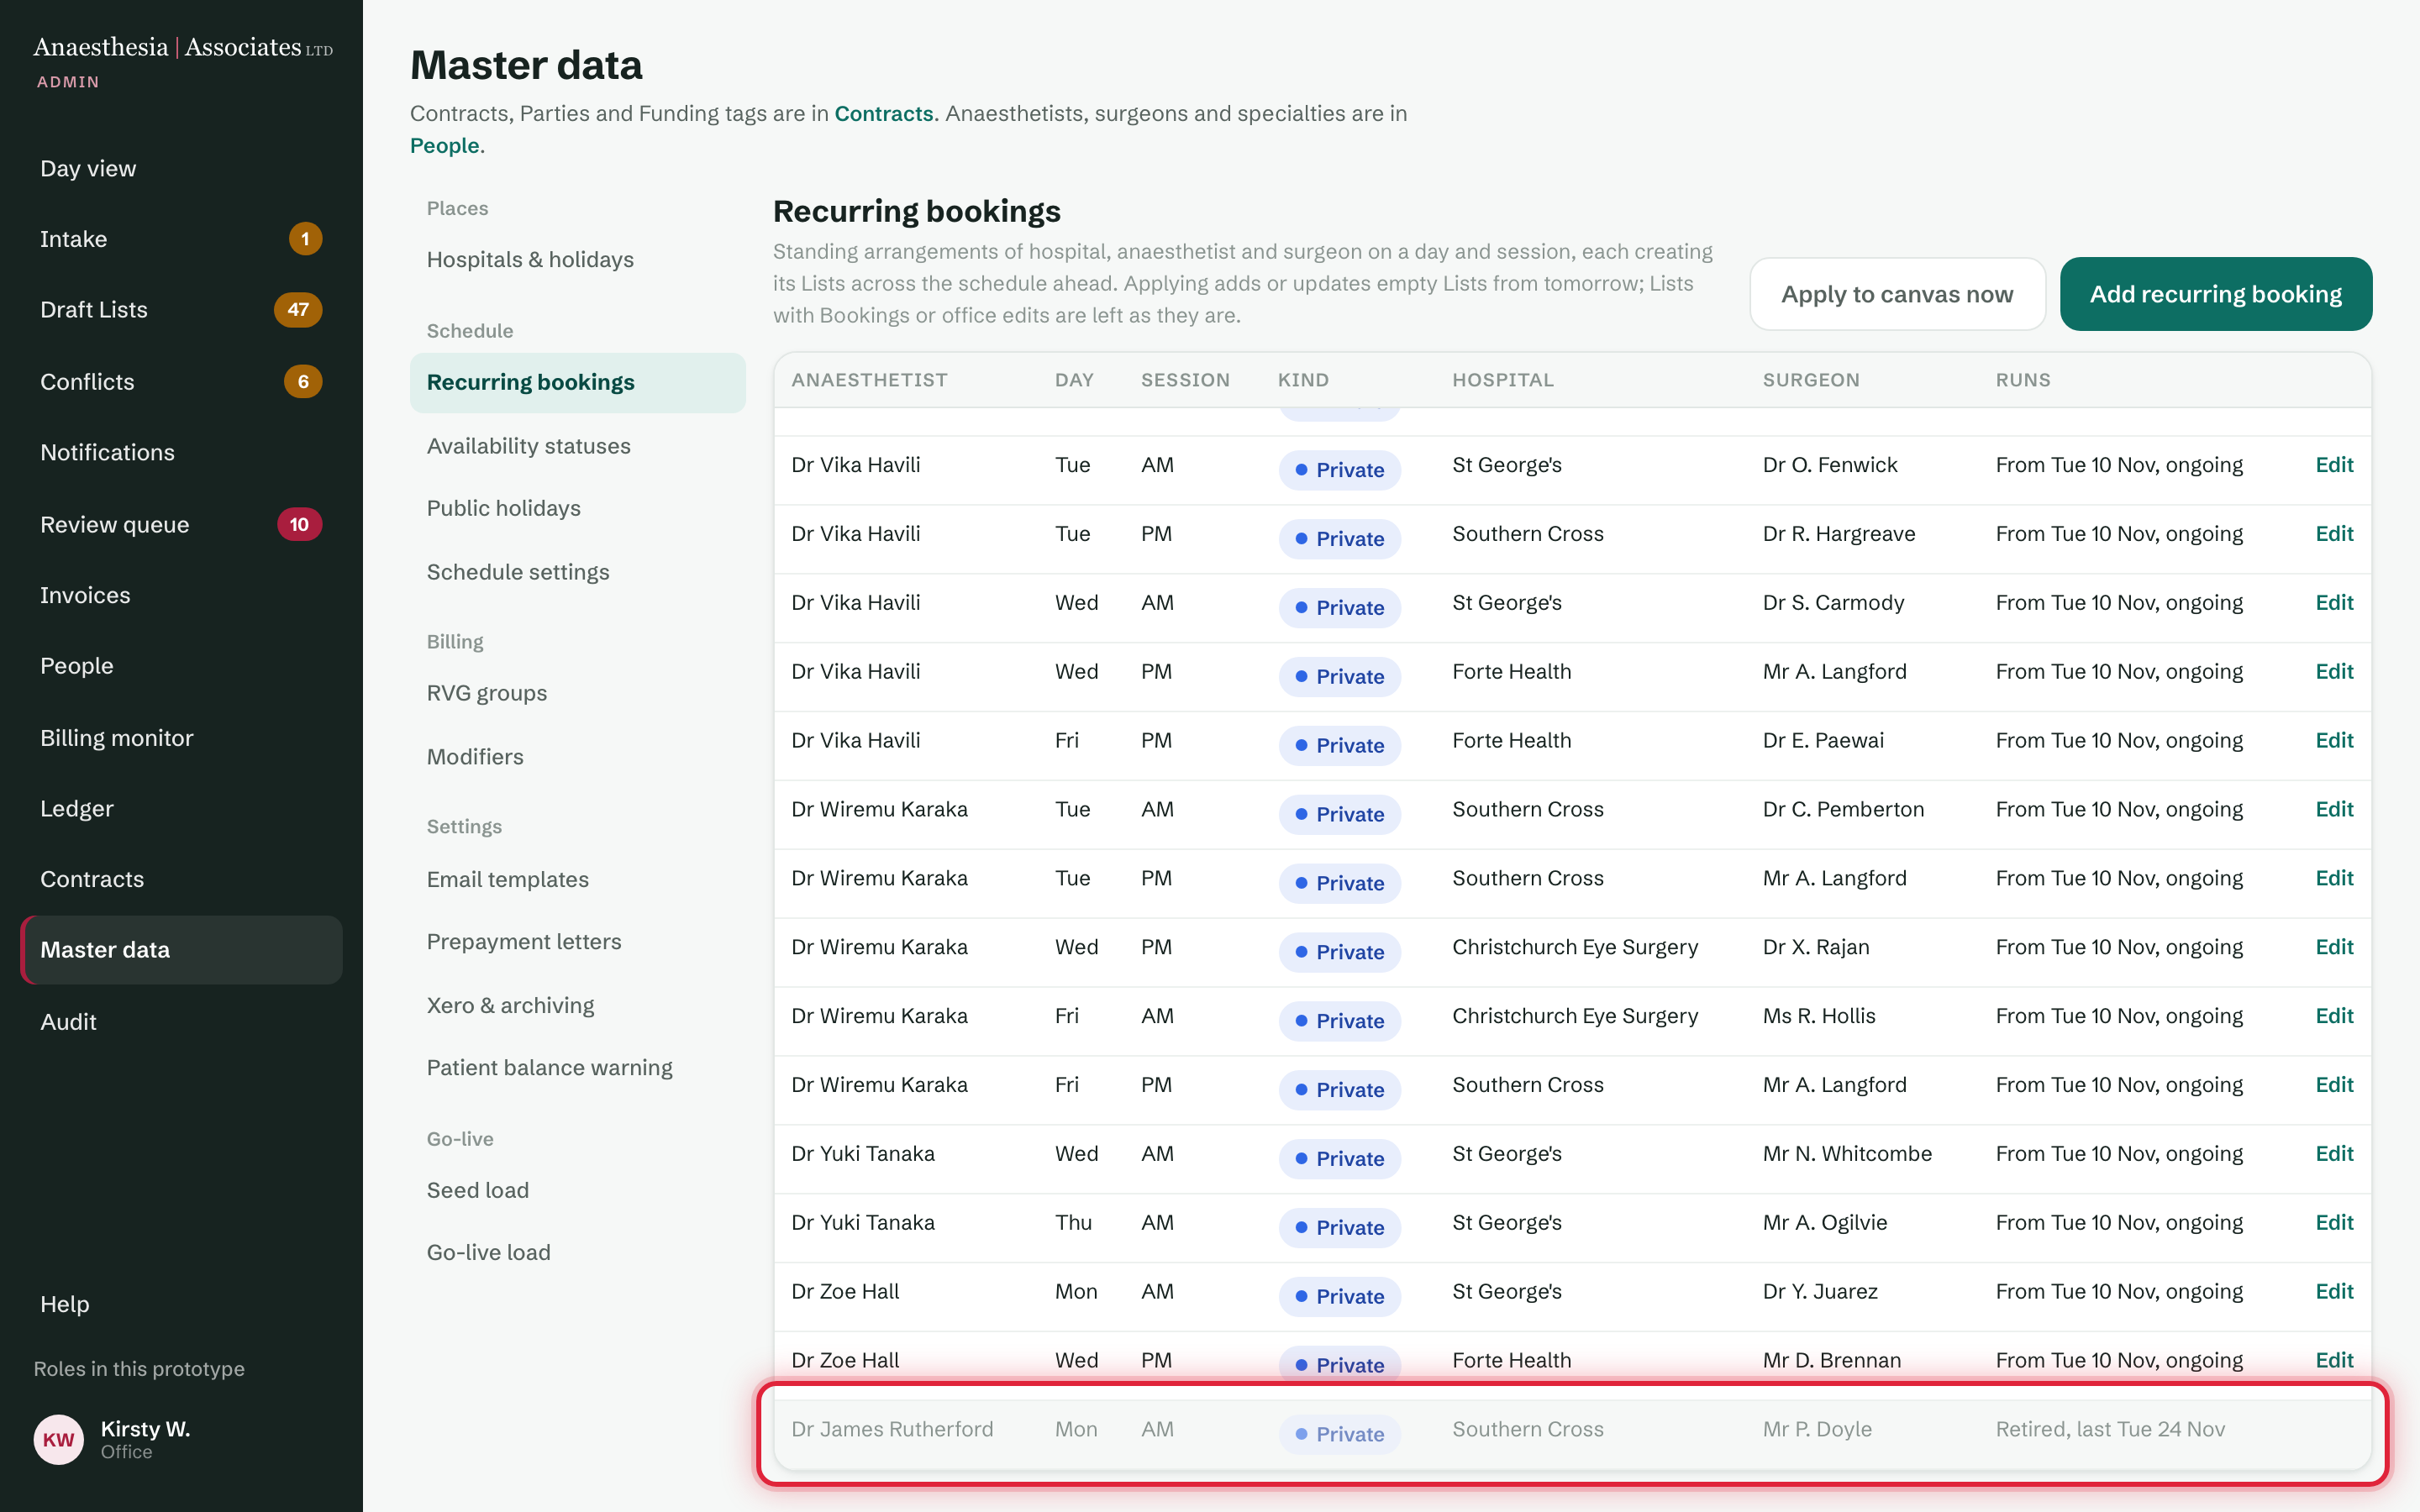 Anaesthesia | Associates LTD
ADMIN
Day view
Intake 1
Draft Lists 47
Conflicts 6
Notifications
Review queue 10
Invoices
People
Billing monitor
Ledger
Contracts
Master data
Audit
Help
Roles in this prototype
KW Kirsty W.
Office
Master data
Contracts, Parties and Funding tags are in Contracts. Anaesthetists, surgeons and specialties are in
People.
Places
Hospitals & holidays
Schedule
Recurring bookings
Availability statuses
Public holidays
Schedule settings
Billing
RVG groups
Modifiers
Settings
Email templates
Prepayment letters
Xero & archiving
Patient balance warning
Go-live
Seed load
Go-live load
Recurring bookings
Standing arrangements of hospital, anaesthetist and surgeon on a day and session, each creating
its Lists across the schedule ahead. Applying adds or updates empty Lists from tomorrow; Lists
with Bookings or office edits are left as they are.
Apply to canvas now
Add recurring booking
ANAESTHETIST DAY SESSION KIND HOSPITAL SURGEON RUNS
Dr Vika Havili Tue AM Private St George's Dr O. Fenwick From Tue 10 Nov, ongoing Edit
Dr Vika Havili Tue PM Private Southern Cross Dr R. Hargreave From Tue 10 Nov, ongoing Edit
Dr Vika Havili Wed AM Private St George's Dr S. Carmody From Tue 10 Nov, ongoing Edit
Dr Vika Havili Wed PM Private Forte Health Mr A. Langford From Tue 10 Nov, ongoing Edit
Dr Vika Havili Fri PM Private Forte Health Dr E. Paewai From Tue 10 Nov, ongoing Edit
Dr Wiremu Karaka Tue AM Private Southern Cross Dr C. Pemberton From Tue 10 Nov, ongoing Edit
Dr Wiremu Karaka Tue PM Private Southern Cross Mr A. Langford From Tue 10 Nov, ongoing Edit
Dr Wiremu Karaka Wed PM Private Christchurch Eye Surgery Dr X. Rajan From Tue 10 Nov, ongoing Edit
Dr Wiremu Karaka Fri AM Private Christchurch Eye Surgery Ms R. Hollis From Tue 10 Nov, ongoing Edit
Dr Wiremu Karaka Fri PM Private Southern Cross Mr A. Langford From Tue 10 Nov, ongoing Edit
Dr Yuki Tanaka Wed AM Private St George's Mr N. Whitcombe From Tue 10 Nov, ongoing Edit
Dr Yuki Tanaka Thu AM Private St George's Mr A. Ogilvie From Tue 10 Nov, ongoing Edit
Dr Zoe Hall Mon AM Private St George's Dr Y. Juarez From Tue 10 Nov, ongoing Edit
Dr Zoe Hall Wed PM Private Forte Health Mr D. Brennan From Tue 10 Nov, ongoing Edit
Dr James Rutherford Mon AM Private Southern Cross Mr P. Doyle Retired, last Tue 24 Nov